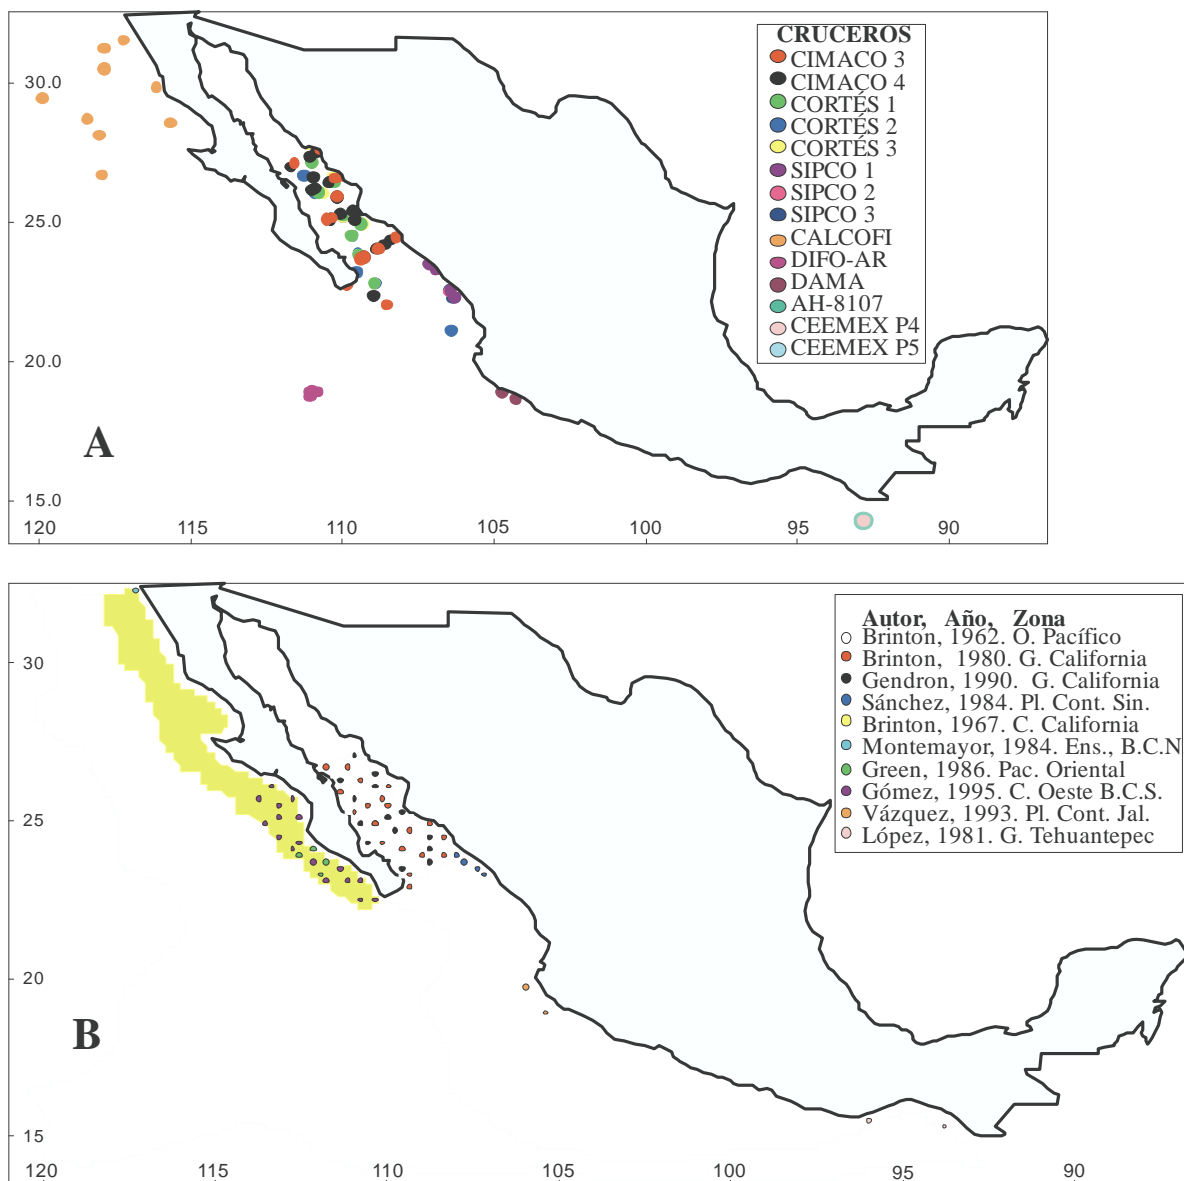 CRUCEROS
CIMACO 3
CIMACO 4
CORTÉS 1
CORTÉS 2
CORTÉS 3
SIPCO 1
SIPCO 2
SIPCO 3
CALCOFI
DIFO-AR
DAMA
AH-8107
CEEMEX P4
CEEMEX P5
30.0
25.0
20.0
15.0
A
120
115
110
105
100
95
90
Autor, Año, Zona
Brinton, 1962. O. Pacífico
Brinton, 1980. G. California
Gendron, 1990. G. California
Sánchez, 1984. Pl. Cont. Sin.
Brinton, 1967. C. California
Montemayor, 1984. Ens., B.C.N
Green, 1986. Pac. Oriental
Gómez, 1995. C. Oeste B.C.S.
Vázquez, 1993. Pl. Cont. Jal.
López, 1981. G. Tehuantepec
30
25
20
15
B
120
115
110
105
100
95
90